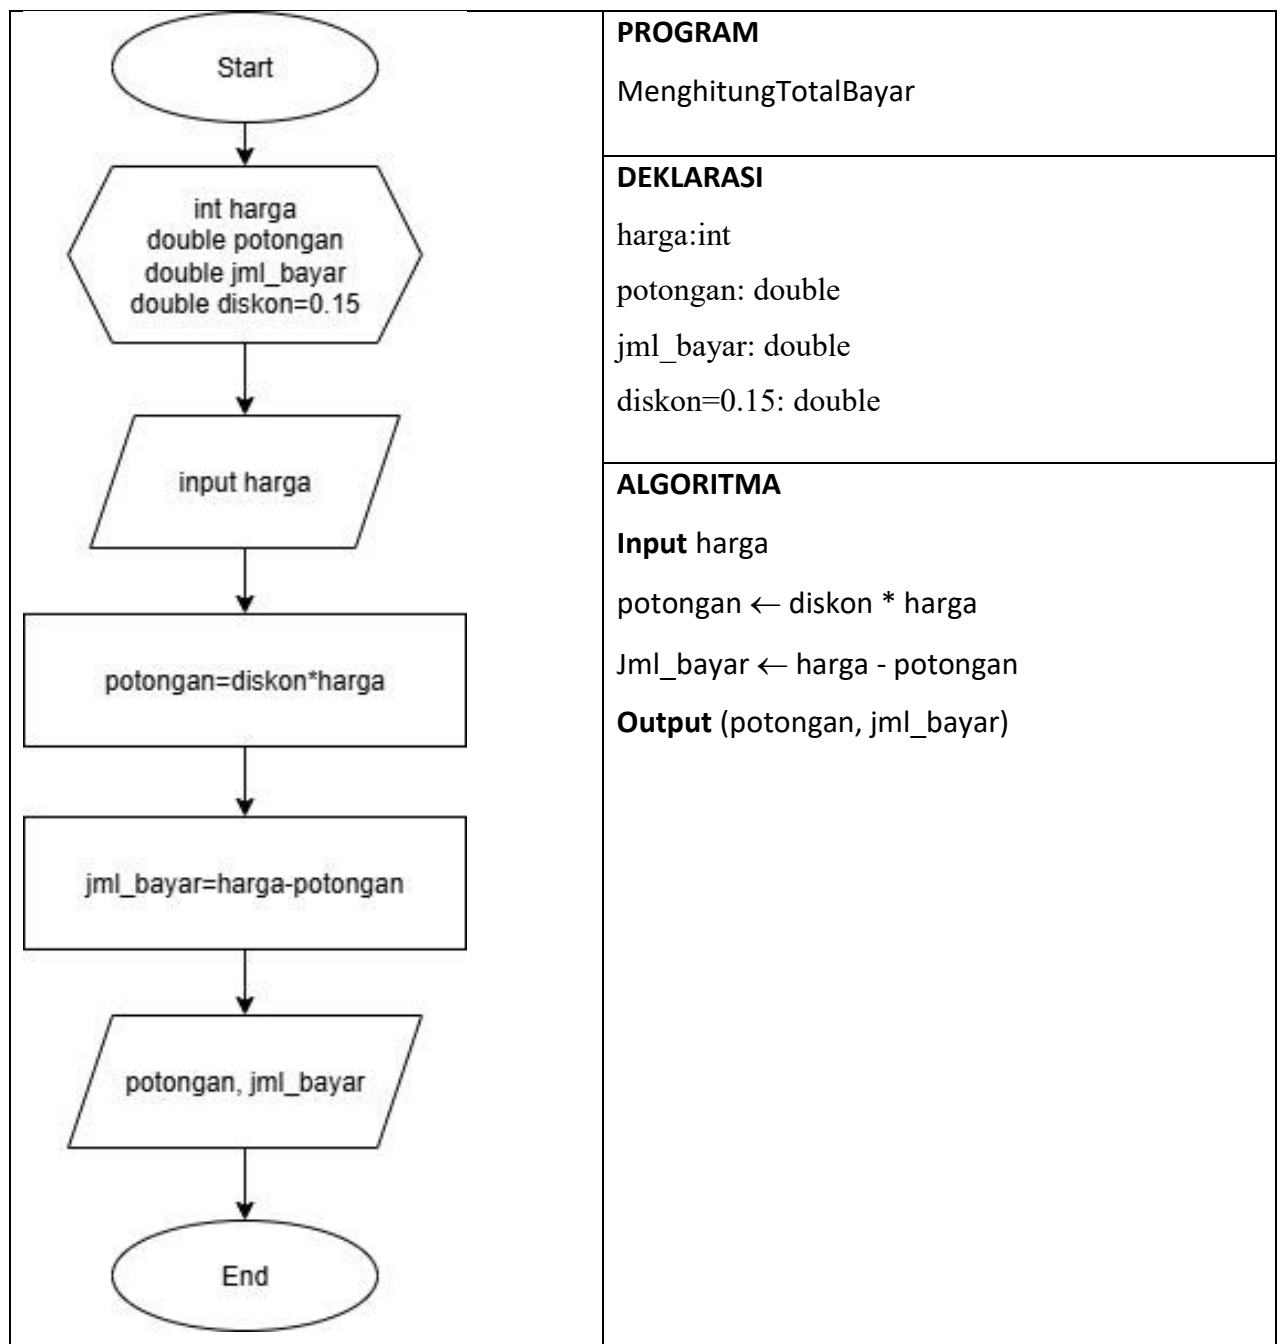 Start
int harga
double potongan
double jml_bayar
double diskon=0.15
input harga
potongan=diskon*harga
jml_bayar=harga-potongan
potongan, jml_bayar
End
PROGRAM
MenghitungTotalBayar
DEKLARASI
harga:int
potongan: double
jml_bayar: double
diskon=0.15: double
ALGORITMA
Input harga
potongan ← diskon * harga
Jml_bayar ← harga - potongan
Output (potongan, jml_bayar)